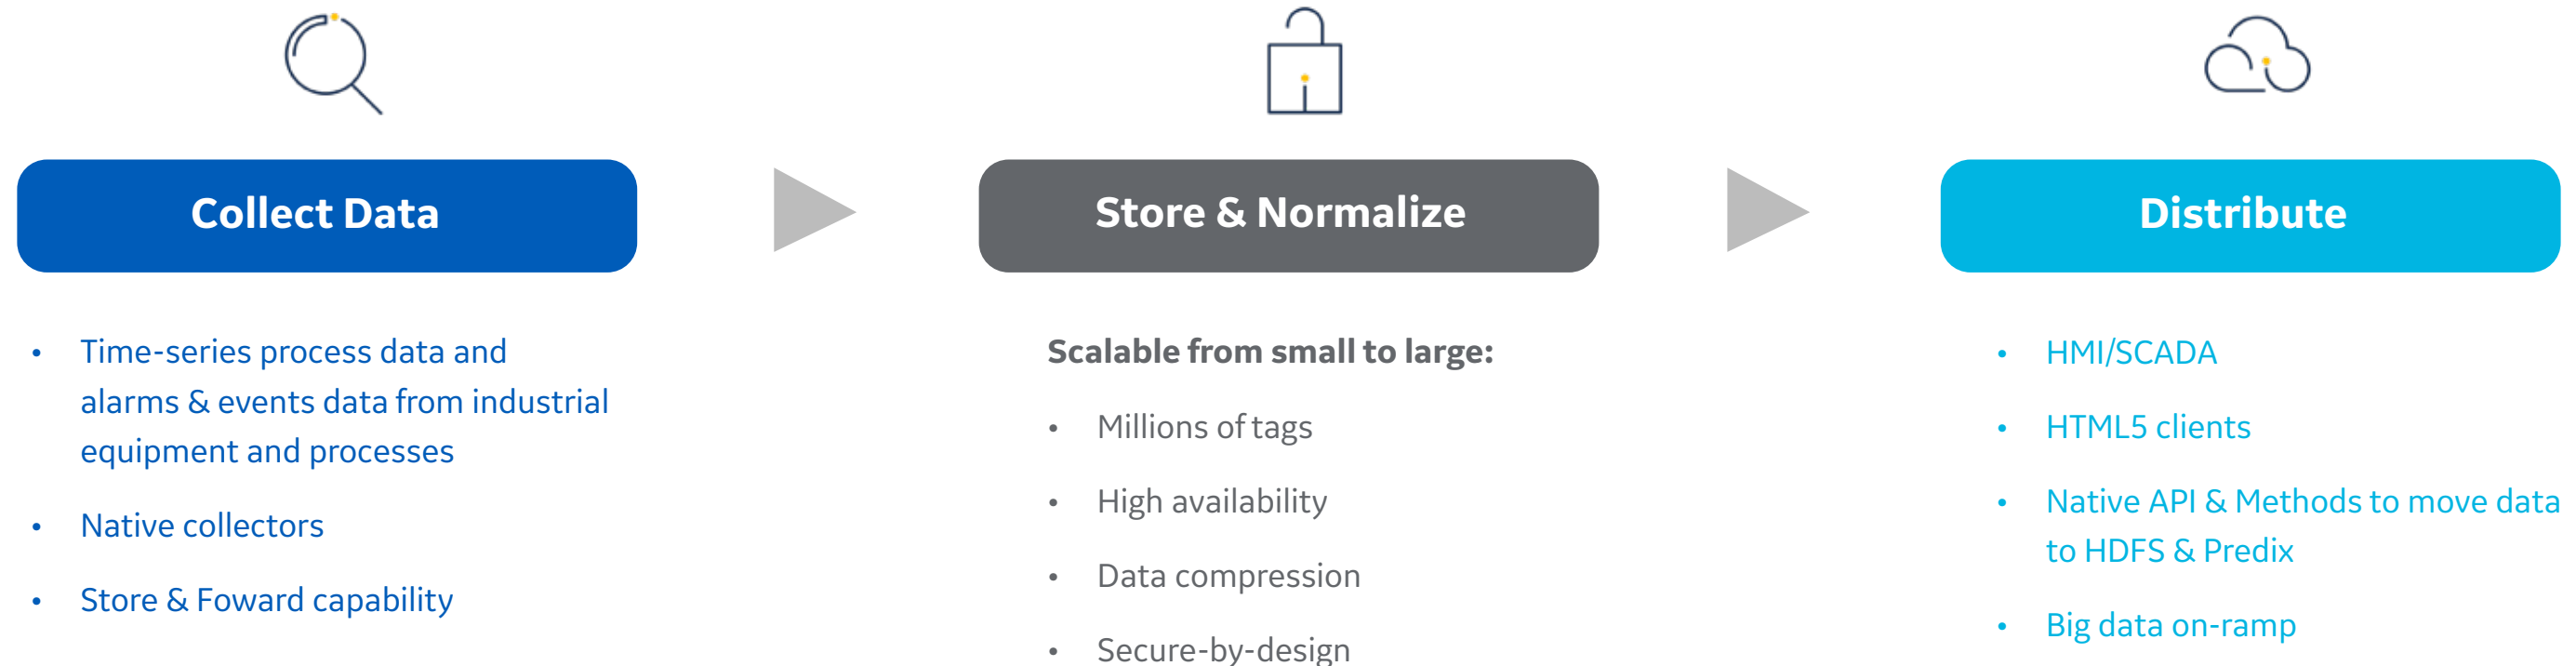 Collect Data
• Time-series process data and
alarms & events data from industrial
equipment and processes
• Native collectors
• Store & Foward capability
Store & Normalize
Scalable from small to large:
• Millions of tags
• High availability
• Data compression
• Secure-by-design
Distribute
• HMI/SCADA
• HTML5 clients
• Native API & Methods to move data
to HDFS & Predix
• Big data on-ramp